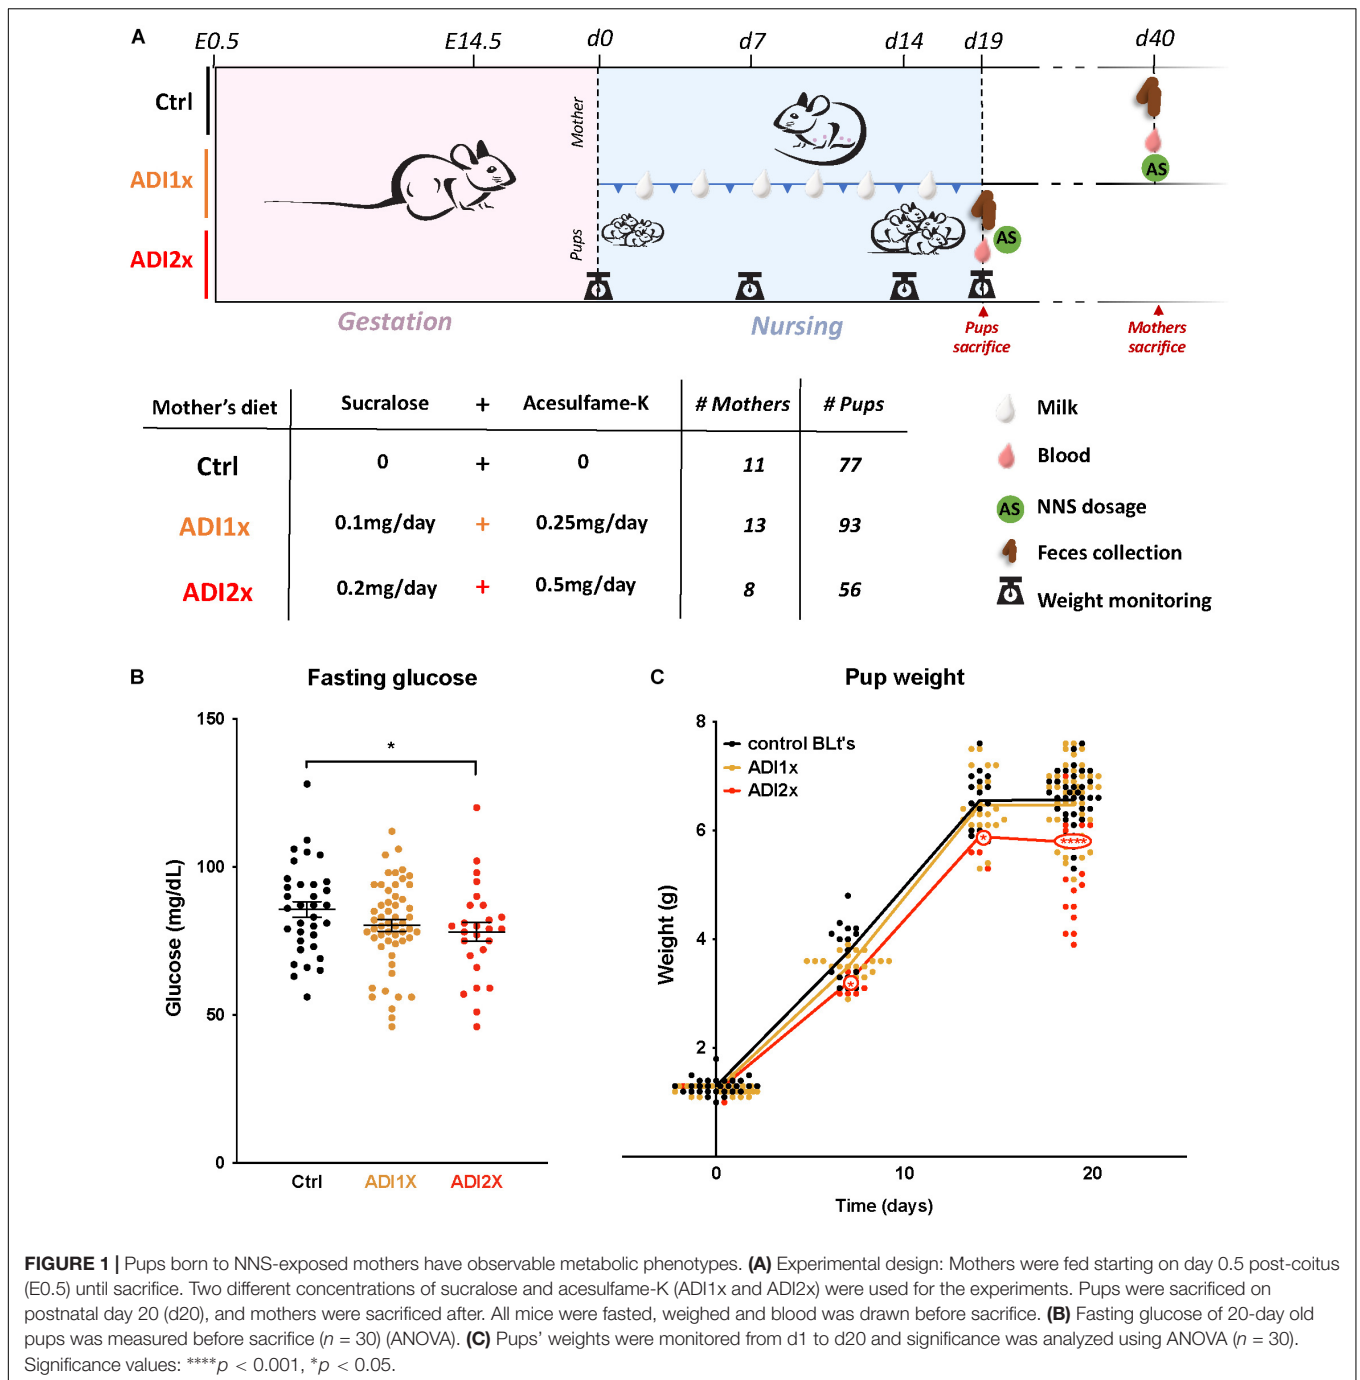 A
E0.5 E14.5 d0 d7 d14 d19 d40
Ctrl
ADI1x
ADI2x
Mother
Pups
AS
AS
Gestation
Nursing
Pups
sacrifice
Mothers
sacrifice
Mother's diet Sucralose + Acesulfame-K # Mothers # Pups
Ctrl 0 + 0 11 77
ADI1x 0.1mg/day + 0.25mg/day 13 93
ADI2x 0.2mg/day + 0.5mg/day 8 56
Milk
Blood
AS NNS dosage
Feces collection
Weight monitoring
B Fasting glucose
150
100
50
0
Glucose (mg/dL)
*
Ctrl ADI1X ADI2X
C Pup weight
8
6
4
2
Weight (g)
control BLt's
ADI1x
ADI2x
*
*
****
0 10 20
Time (days)
FIGURE 1 | Pups born to NNS-exposed mothers have observable metabolic phenotypes. (A) Experimental design: Mothers were fed starting on day 0.5 post-coitus
(E0.5) until sacrifice. Two different concentrations of sucralose and acesulfame-K (ADI1x and ADI2x) were used for the experiments. Pups were sacrificed on
postnatal day 20 (d20), and mothers were sacrificed after. All mice were fasted, weighed and blood was drawn before sacrifice. (B) Fasting glucose of 20-day old
pups was measured before sacrifice (n = 30) (ANOVA). (C) Pups' weights were monitored from d1 to d20 and significance was analyzed using ANOVA (n = 30).
Significance values: ****p < 0.001, *p < 0.05.